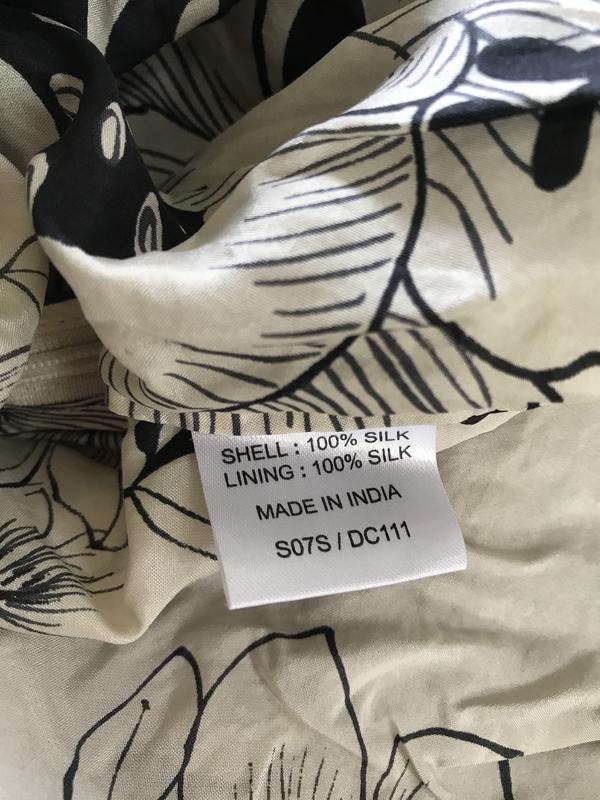 SHELL : 100% SILK
LINING : 100% SILK
MADE IN INDIA
S07S / DC111